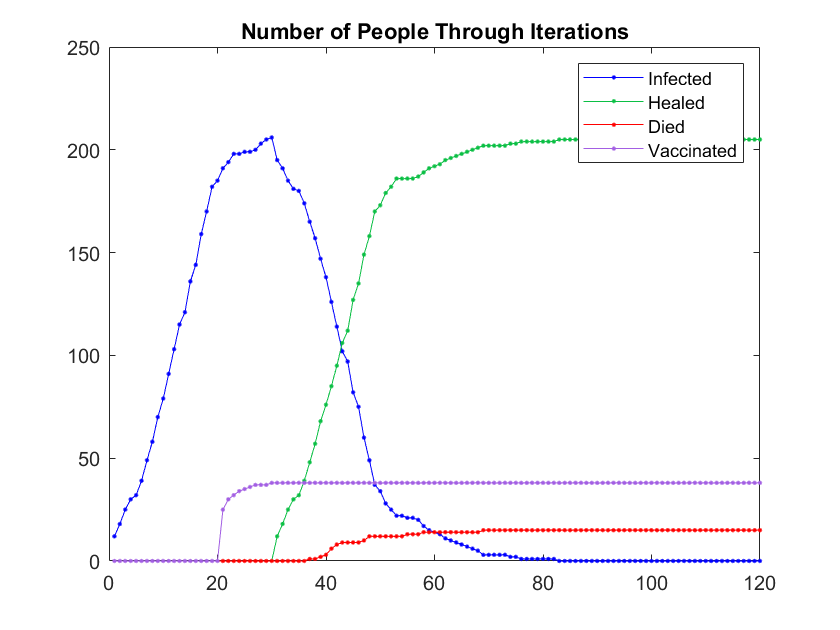 Number of People Through Iterations
250
200
150
100
50
0
0 20 40 60 80 100 120
Infected
Healed
Died
Vaccinated